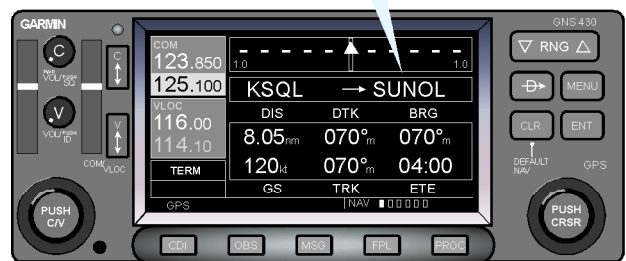 GARMIN
GNS 430
C
PWR
VOL/PUSH SQ
C
V
VOL/PUSH ID
V
COM/VLOC
PUSH
C/V
COM
123.850
125.100
VLOC
116.00
114.10
TERM
GPS
1.0 1.0
KSQL → SUNOL
DIS DTK BRG
8.05nm 070°m 070°m
120kt 070°m 04:00
GS TRK ETE
NAV
RNG
MENU
CLR ENT
DEFAULT
NAV
GPS
PUSH
CRSR
CDI OBS MSG FPL PROC